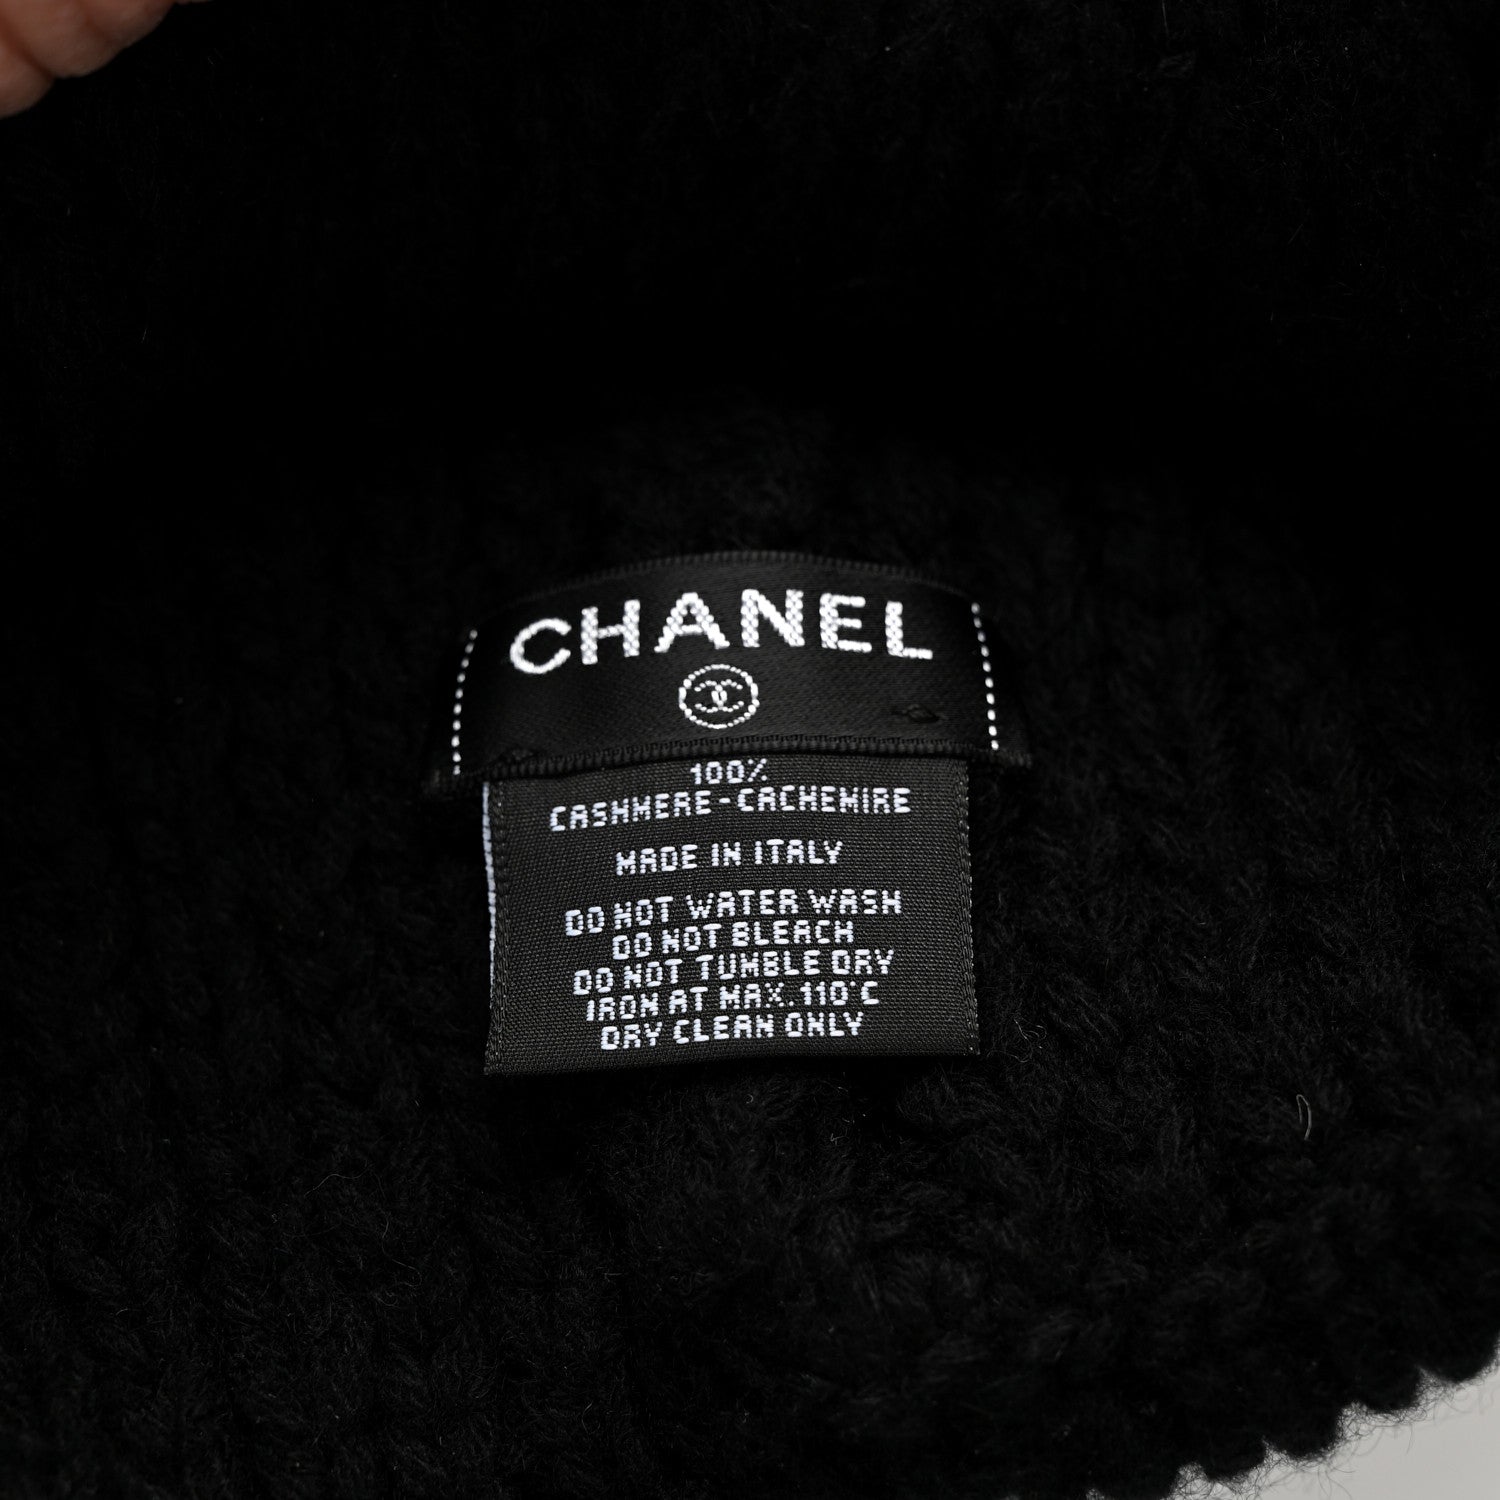 CHANEL
100%
CASHMERE-CACHEMIRE
MADE IN ITALY
DO NOT WATER WASH
DO NOT BLEACH
DO NOT TUMBLE DRY
IRON AT MAX. 110°C
DRY CLEAN ONLY